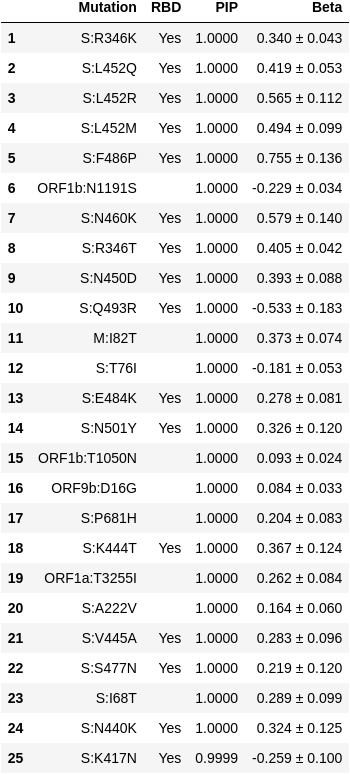 Mutation RBD PIP Beta
1 S:R346K Yes 1.0000 0.340 ± 0.043
2 S:L452Q Yes 1.0000 0.419 ± 0.053
3 S:L452R Yes 1.0000 0.565 ± 0.112
4 S:L452M Yes 1.0000 0.494 ± 0.099
5 S:F486P Yes 1.0000 0.755 ± 0.136
6 ORF1b:N1191S 1.0000 -0.229 ± 0.034
7 S:N460K Yes 1.0000 0.579 ± 0.140
8 S:R346T Yes 1.0000 0.405 ± 0.042
9 S:N450D Yes 1.0000 0.393 ± 0.088
10 S:Q493R Yes 1.0000 -0.533 ± 0.183
11 M:I82T 1.0000 0.373 ± 0.074
12 S:T76I 1.0000 -0.181 ± 0.053
13 S:E484K Yes 1.0000 0.278 ± 0.081
14 S:N501Y Yes 1.0000 0.326 ± 0.120
15 ORF1b:T1050N 1.0000 0.093 ± 0.024
16 ORF9b:D16G 1.0000 0.084 ± 0.033
17 S:P681H 1.0000 0.204 ± 0.083
18 S:K444T Yes 1.0000 0.367 ± 0.124
19 ORF1a:T3255I 1.0000 0.262 ± 0.084
20 S:A222V 1.0000 0.164 ± 0.060
21 S:V445A Yes 1.0000 0.283 ± 0.096
22 S:S477N Yes 1.0000 0.219 ± 0.120
23 S:I68T 1.0000 0.289 ± 0.099
24 S:N440K Yes 1.0000 0.324 ± 0.125
25 S:K417N Yes 0.9999 -0.259 ± 0.100